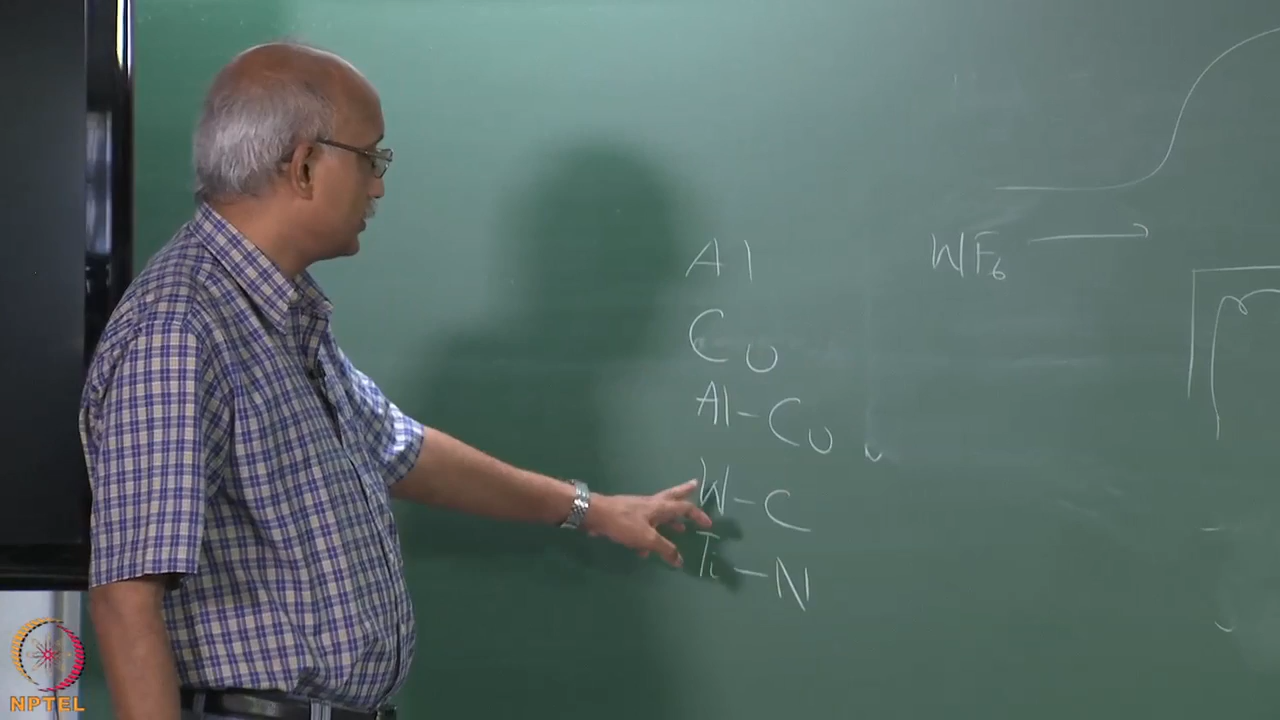 Al
Cu
Al-Cu
W-C
Ti-N
WF6 →
NPTEL